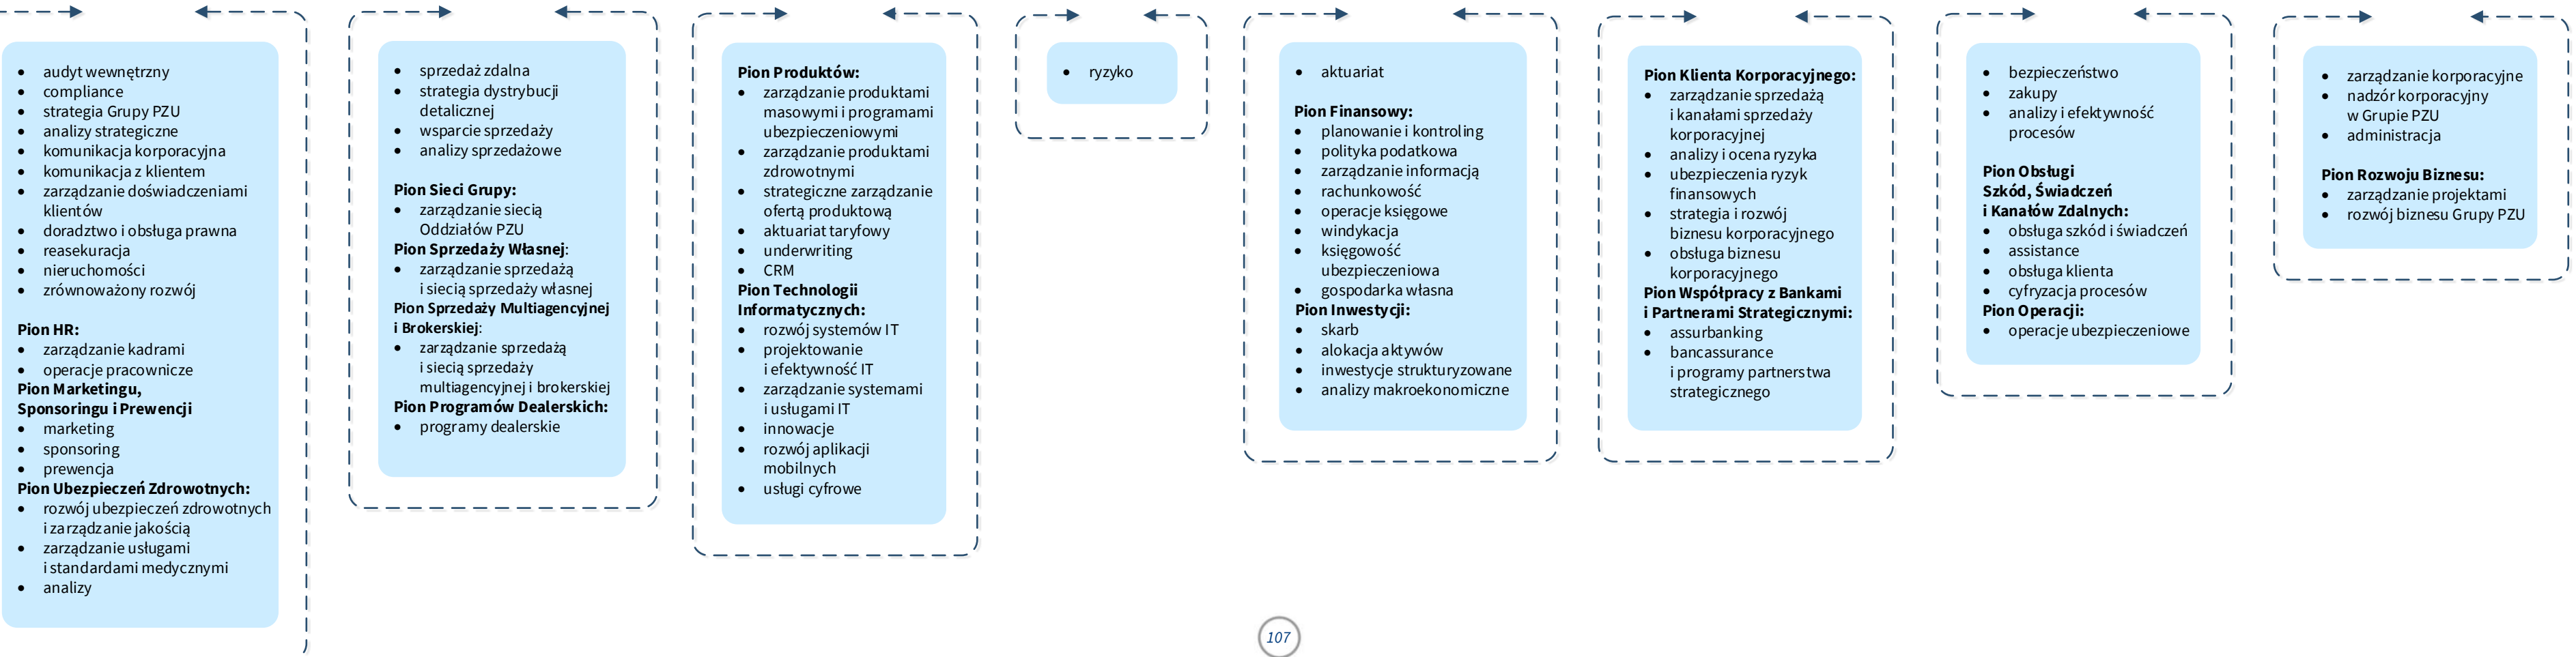 • audyt wewnętrzny
• compliance
• strategia Grupy PZU
• analizy strategiczne
• komunikacja korporacyjna
• komunikacja z klientem
• zarządzanie doświadczeniami
klientów
• doradztwo i obsługa prawna
• reasekuracja
• nieruchomości
• zrównoważony rozwój
Pion HR:
• zarządzanie kadrami
• operacje pracownicze
Pion Marketingu,
Sponsoringu i Prewencji
• marketing
• sponsoring
• prewencja
Pion Ubezpieczeń Zdrowotnych:
• rozwój ubezpieczeń zdrowotnych
i zarządzanie jakością
• zarządzanie usługami
i standardami medycznymi
• analizy
• sprzedaż zdalna
• strategia dystrybucji
detalicznej
• wsparcie sprzedaży
• analizy sprzedażowe
Pion Sieci Grupy:
• zarządzanie siecią
Oddziałów PZU
Pion Sprzedaży Własnej:
• zarządzanie sprzedażą
i siecią sprzedaży własnej
Pion Sprzedaży Multiagencyjnej
i Brokerskiej:
• zarządzanie sprzedażą
i siecią sprzedaży
multiagencyjnej i brokerskiej
Pion Programów Dealerskich:
• programy dealerskie
Pion Produktów:
• zarządzanie produktami
masowymi i programami
ubezpieczeniowymi
• zarządzanie produktami
zdrowotnymi
• strategiczne zarządzanie
ofertą produktową
• aktuariat taryfowy
• underwriting
• CRM
Pion Technologii
Informatycznych:
• rozwój systemów IT
• projektowanie
i efektywność IT
• zarządzanie systemami
i usługami IT
• innowacje
• rozwój aplikacji
mobilnych
• usługi cyfrowe
• ryzyko
• aktuariat
Pion Finansowy:
• planowanie i kontroling
• polityka podatkowa
• zarządzanie informacją
• rachunkowość
• operacje księgowe
• windykacja
• księgowość
ubezpieczeniowa
• gospodarka własna
Pion Inwestycji:
• skarb
• alokacja aktywów
• inwestycje strukturyzowane
• analizy makroekonomiczne
Pion Klienta Korporacyjnego:
• zarządzanie sprzedażą
i kanałami sprzedaży
korporacyjnej
• analizy i ocena ryzyka
• ubezpieczenia ryzyk
finansowych
• strategia i rozwój
biznesu korporacyjnego
• obsługa biznesu
korporacyjnego
Pion Współpracy z Bankami
i Partnerami Strategicznymi:
• assurbanking
• bancassurance
i programy partnerstwa
strategicznego
• bezpieczeństwo
• zakupy
• analizy i efektywność
procesów
Pion Obsługi
Szkód, Świadczeń
i Kanałów Zdalnych:
• obsługa szkód i świadczeń
• assistance
• obsługa klienta
• cyfryzacja procesów
Pion Operacji:
• operacje ubezpieczeniowe
• zarządzanie korporacyjne
• nadzór korporacyjny
w Grupie PZU
• administracja
Pion Rozwoju Biznesu:
• zarządzanie projektami
• rozwój biznesu Grupy PZU
107